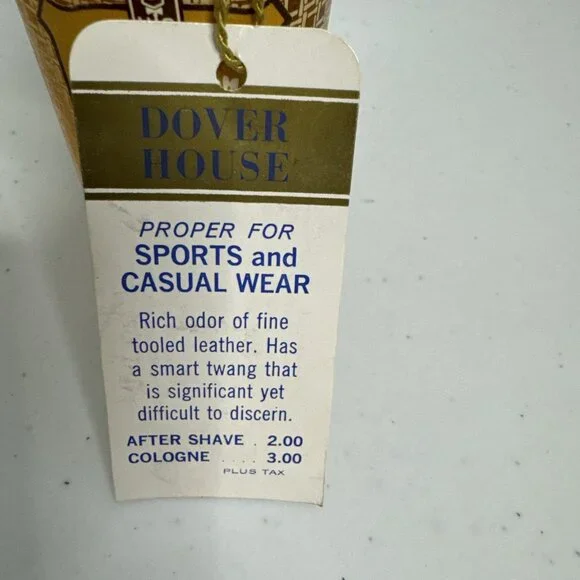 DOVER
HOUSE
PROPER FOR
SPORTS and
CASUAL WEAR
Rich odor of fine
tooled leather. Has
a smart twang that
is significant yet
difficult to discern.
AFTER SHAVE . 2.00
COLOGNE .... 3.00
PLUS TAX